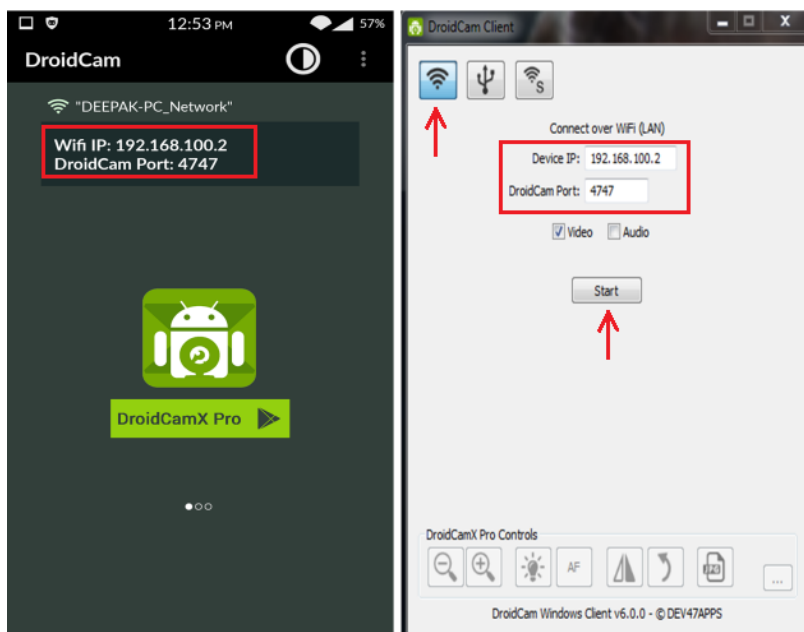 12:53 PM
57%
DroidCam
"DEEPAK-PC_Network"
Wifi IP: 192.168.100.2
DroidCam Port: 4747
DroidCamX Pro
DroidCam Client
X
S
Connect over WiFi (LAN)
Device IP: 192.168.100.2
DroidCam Port: 4747
Video Audio
Start
DroidCamX Pro Controls
AF
JPG
...
DroidCam Windows Client v6.0.0 - © DEV47APPS